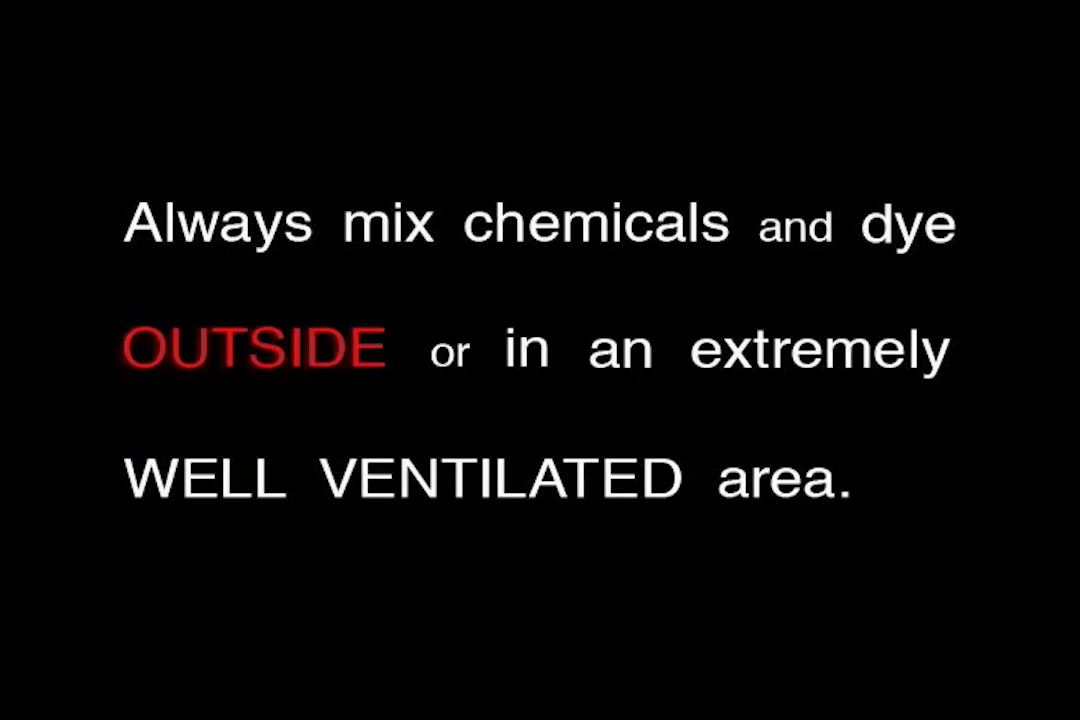 Always mix chemicals and dye
OUTSIDE or in an extremely
WELL VENTILATED area.